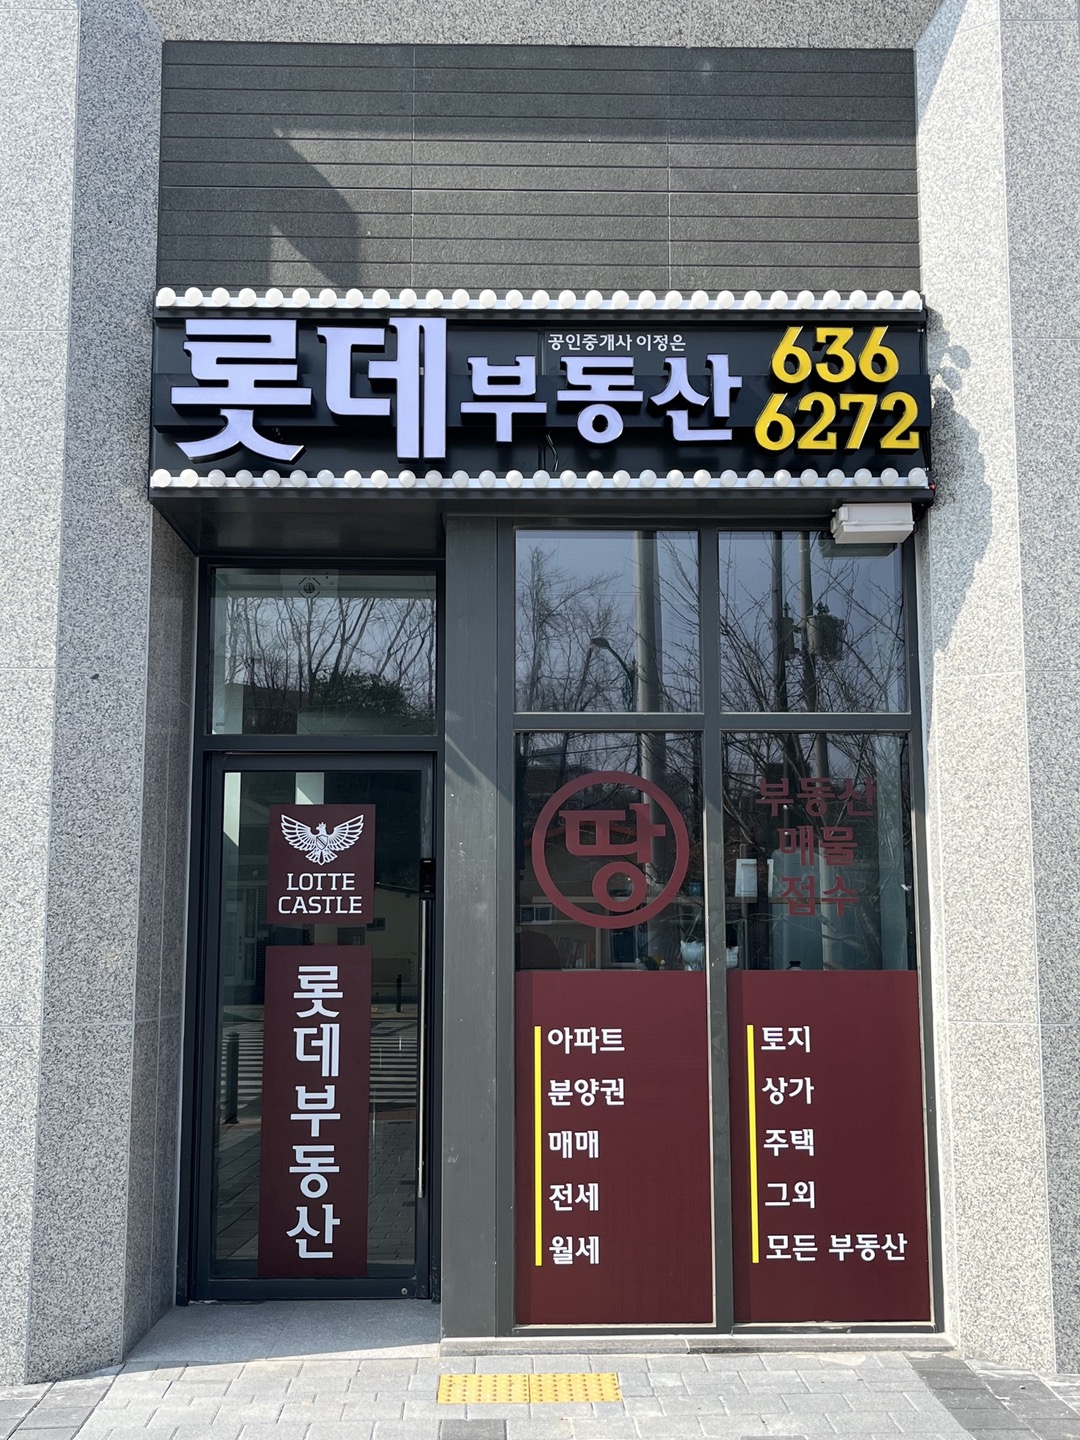 롯데부동산
공인중개사 이정은
636
6272
LOTTE
CASTLE
롯데부동산
땅
부동산
매물
접수
아파트
분양권
매매
전세
월세
토지
상가
주택
그외
모든 부동산